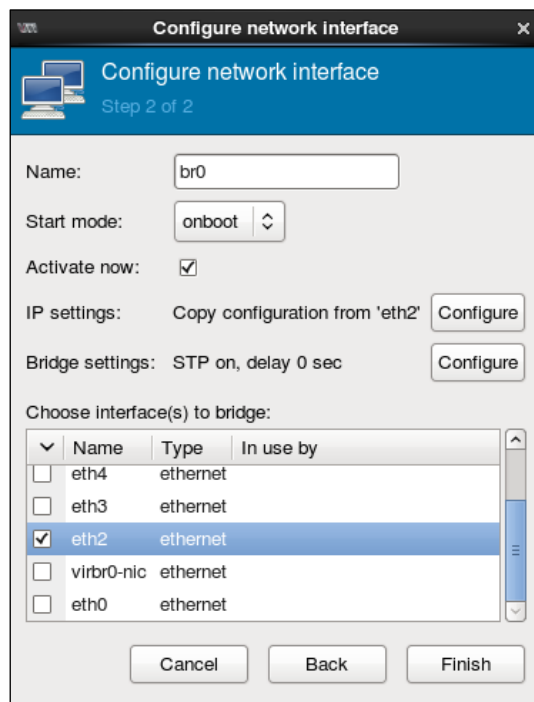 Configure network interface
Configure network interface
Step 2 of 2
Name: br0
Start mode: onboot
Activate now:
IP settings: Copy configuration from 'eth2' Configure
Bridge settings: STP on, delay 0 sec Configure
Choose interface(s) to bridge:
Name Type In use by
eth4 ethernet
eth3 ethernet
eth2 ethernet
virbr0-nic ethernet
eth0 ethernet
Cancel Back Finish